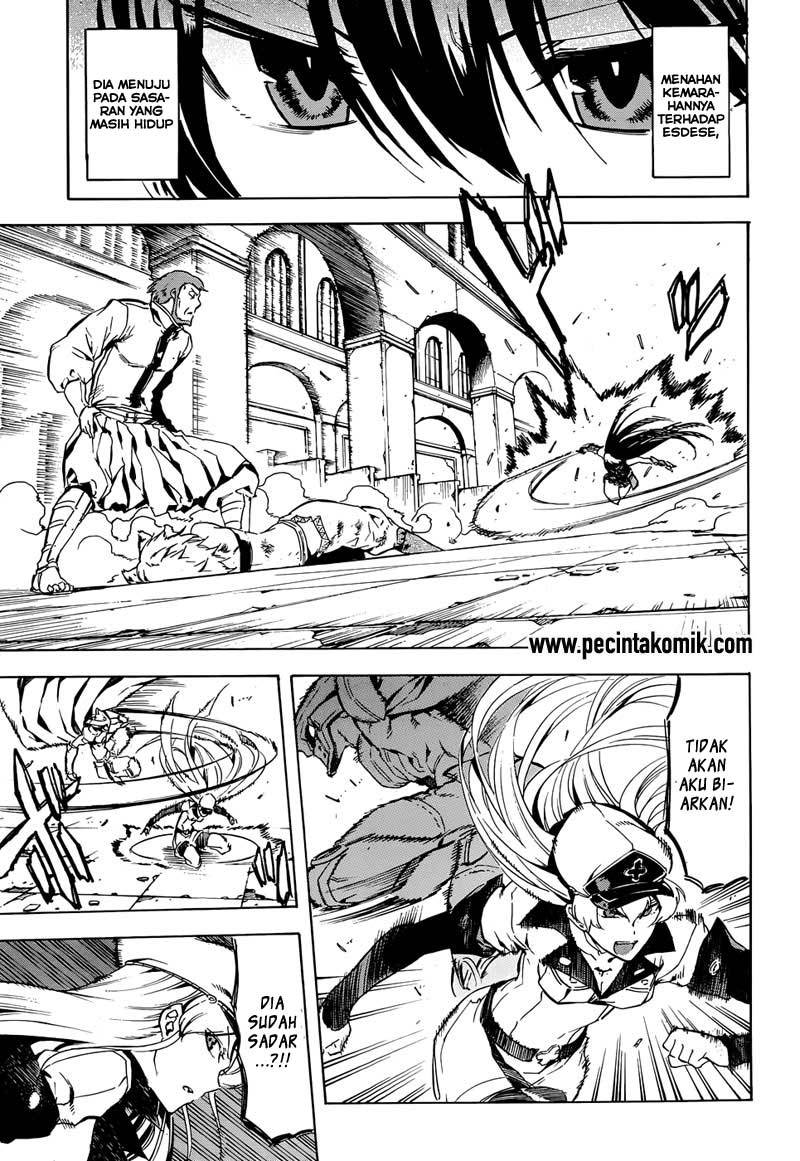 MENAHAN
KEMARA-
HANNYA
TERHADAP
ESDESE,
DIA MENUJU
PADA SASA-
RAN YANG
MASIH HIDUP
www.pecintakomik.com
TIDAK
AKAN
AKU BI-
ARKAN!
DIA
SUDAH
SADAR
...?!!